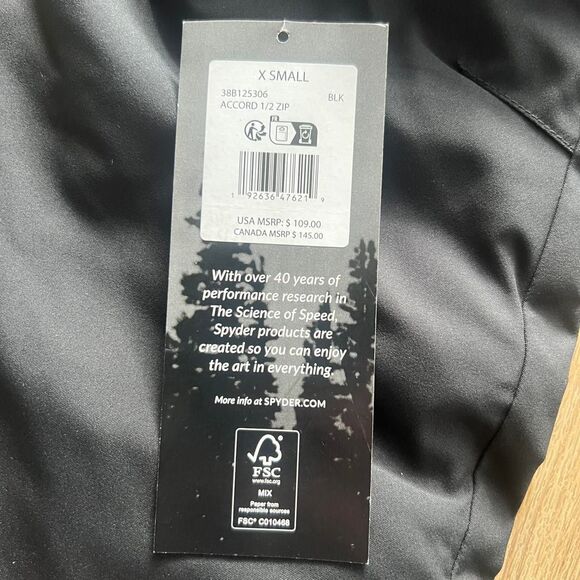 X SMALL
38B125306 BLK
ACCORD 1/2 ZIP
FR
1 92636 47621 9
USA MSRP: $ 109.00
CANADA MSRP $ 145.00
With over 40 years of
performance research in
The Science of Speed,
Spyder products are
created so you can enjoy
the art in everything.
More info at SPYDER.COM
FSC
www.fsc.org
MIX
Paper from
responsible sources
FSC® C010468